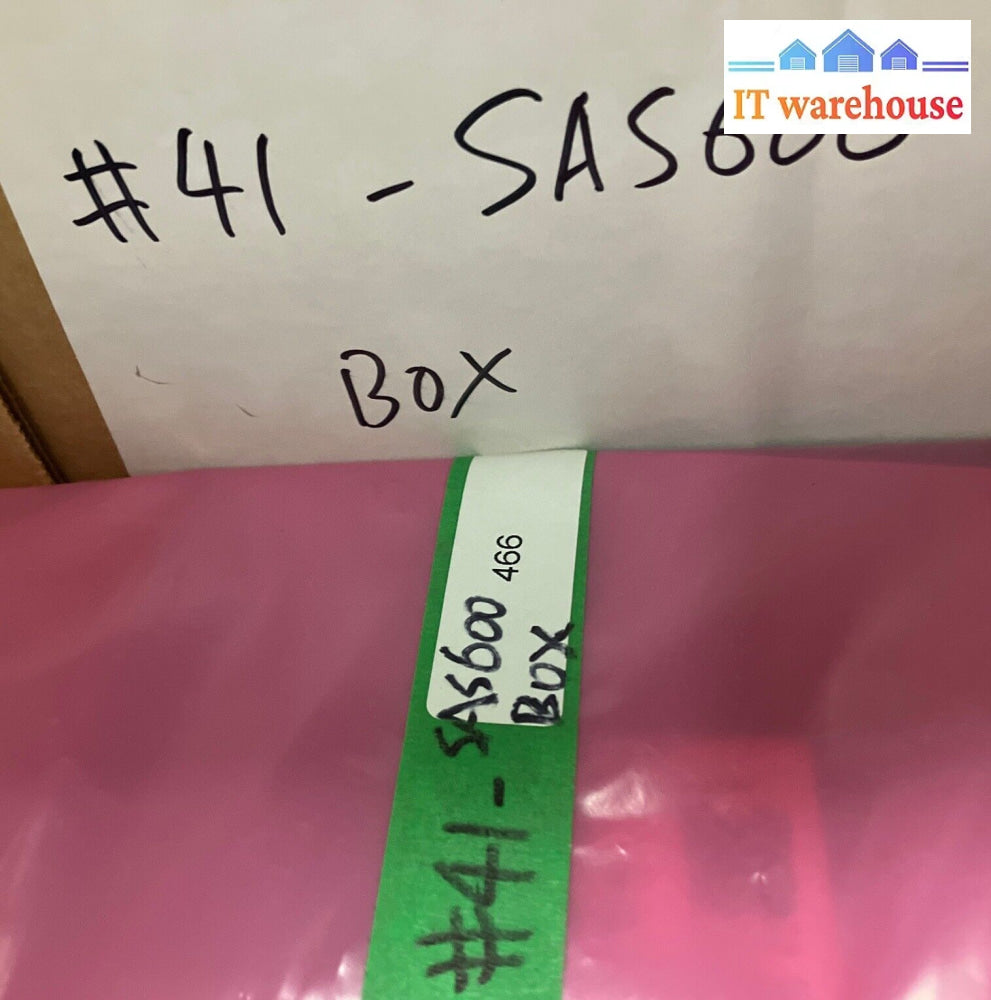 IT warehouse
#41 - SAS600
BOX
466
#41 - SAS600
BOX